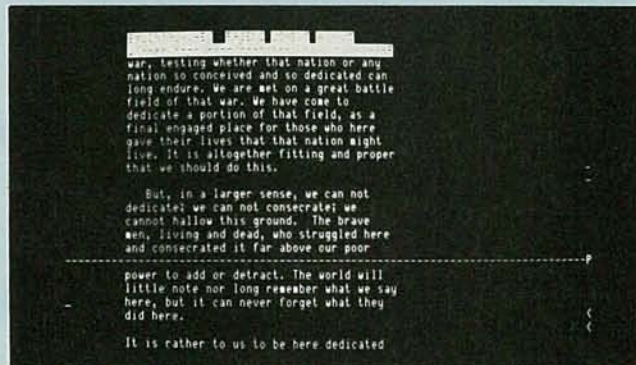 war, testing whether that nation or any
nation so conceived and so dedicated can
long endure. We are met on a great battle
field of that war. We have come to
dedicate a portion of that field, as a
final engaged place for those who here
gave their lives that that nation might
live. It is altogether fitting and proper
that we should do this.
But, in a larger sense, we can not
dedicate; we can not consecrate; we
cannot hallow this ground. The brave
men, living and dead, who struggled here
and consecrated it far above our poor
P
power to add or detract. The world will
little note nor long remember what we say
here, but it can never forget what they
did here.
<
<
It is rather to us to be here dedicated